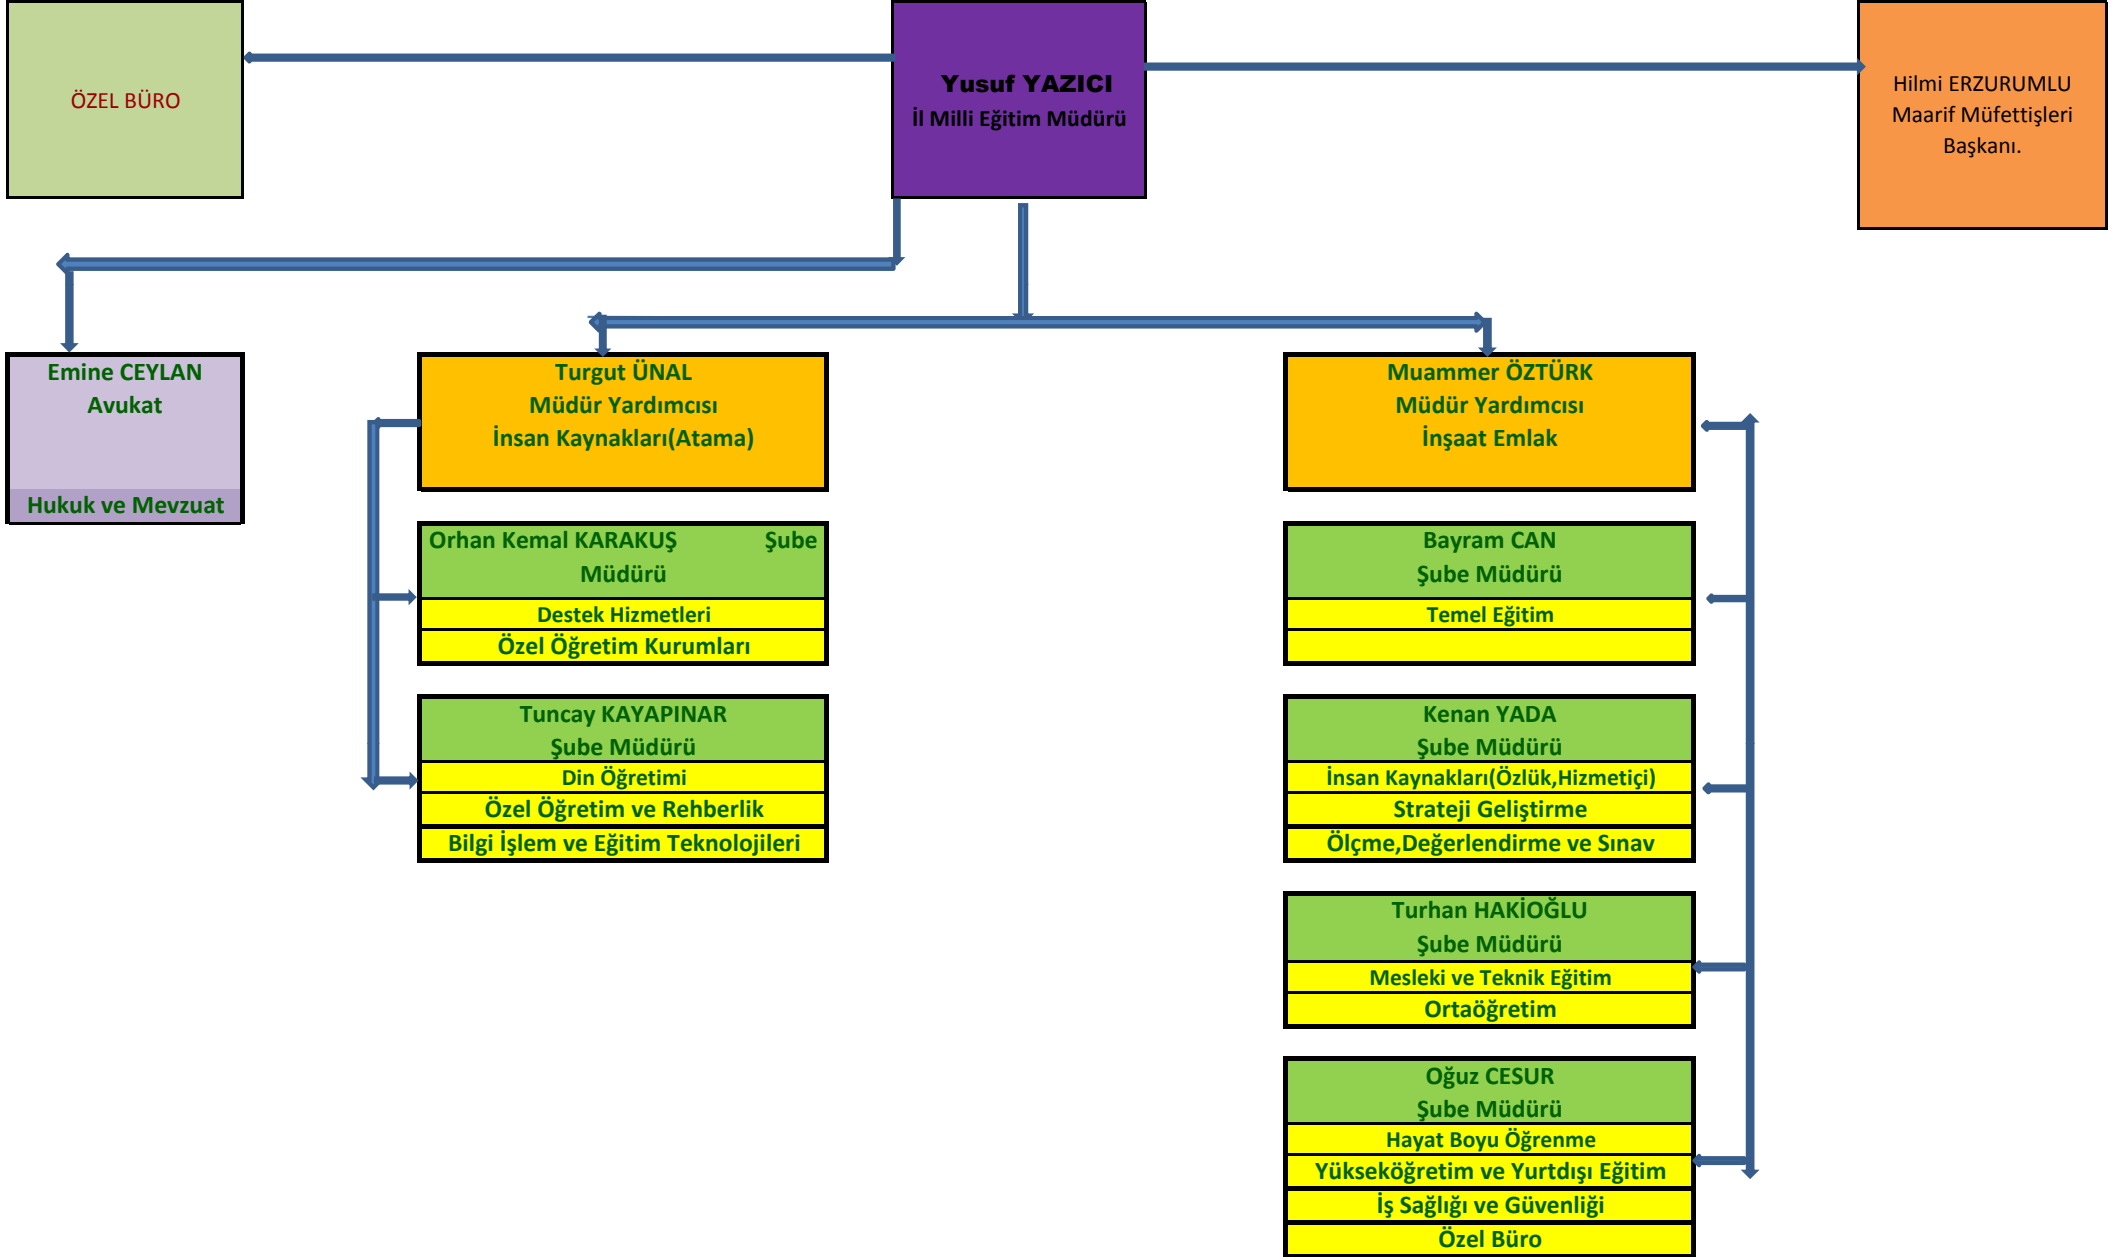 ÖZEL BÜRO
Yusuf YAZICI
İl Milli Eğitim Müdürü
Hilmi ERZURUMLU
Maarif Müfettişleri
Başkanı.
Emine CEYLAN
Avukat
Hukuk ve Mevzuat
Turgut ÜNAL
Müdür Yardımcısı
İnsan Kaynakları(Atama)
Orhan Kemal KARAKUŞ Şube
Müdürü
Destek Hizmetleri
Özel Öğretim Kurumları
Tuncay KAYAPINAR
Şube Müdürü
Din Öğretimi
Özel Öğretim ve Rehberlik
Bilgi İşlem ve Eğitim Teknolojileri
Muammer ÖZTÜRK
Müdür Yardımcısı
İnşaat Emlak
Bayram CAN
Şube Müdürü
Temel Eğitim
Kenan YADA
Şube Müdürü
İnsan Kaynakları(Özlük,Hizmetiçi)
Strateji Geliştirme
Ölçme,Değerlendirme ve Sınav
Turhan HAKİOĞLU
Şube Müdürü
Mesleki ve Teknik Eğitim
Ortaöğretim
Oğuz CESUR
Şube Müdürü
Hayat Boyu Öğrenme
Yükseköğretim ve Yurtdışı Eğitim
İş Sağlığı ve Güvenliği
Özel Büro